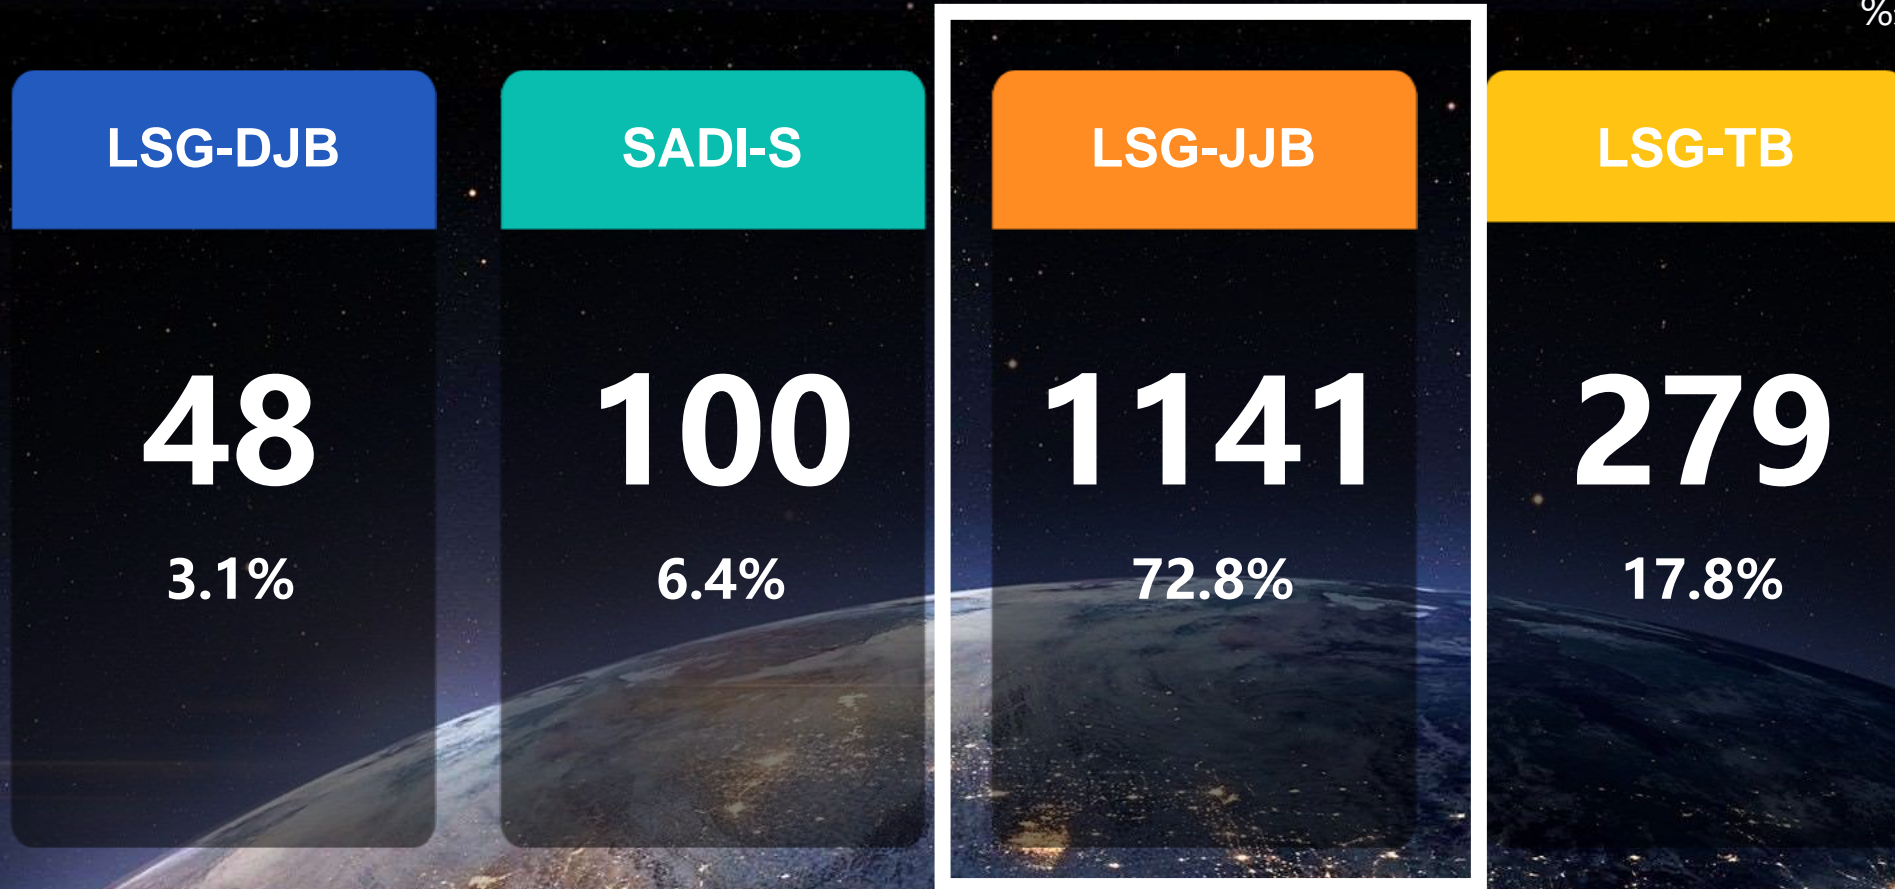 %
LSG-DJB
SADI-S
LSG-JJB
LSG-TB
48
100
1141
279
3.1%
6.4%
72.8%
17.8%